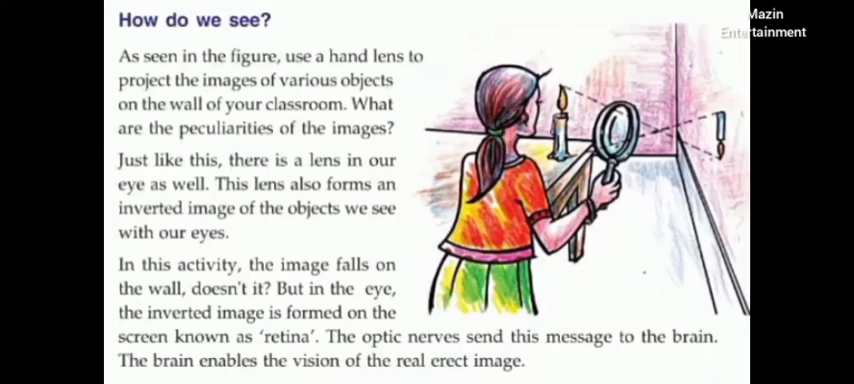 How do we see?
As seen in the figure, use a hand lens to
project the images of various objects
on the wall of your classroom. What
are the peculiarities of the images?
Just like this, there is a lens in our
eye as well. This lens also forms an
inverted image of the objects we see
with our eyes.
In this activity, the image falls on
the wall, doesn't it? But in the eye,
the inverted image is formed on the
screen known as 'retina'. The optic nerves send this message to the brain.
The brain enables the vision of the real erect image.
Mazin
Entertainment